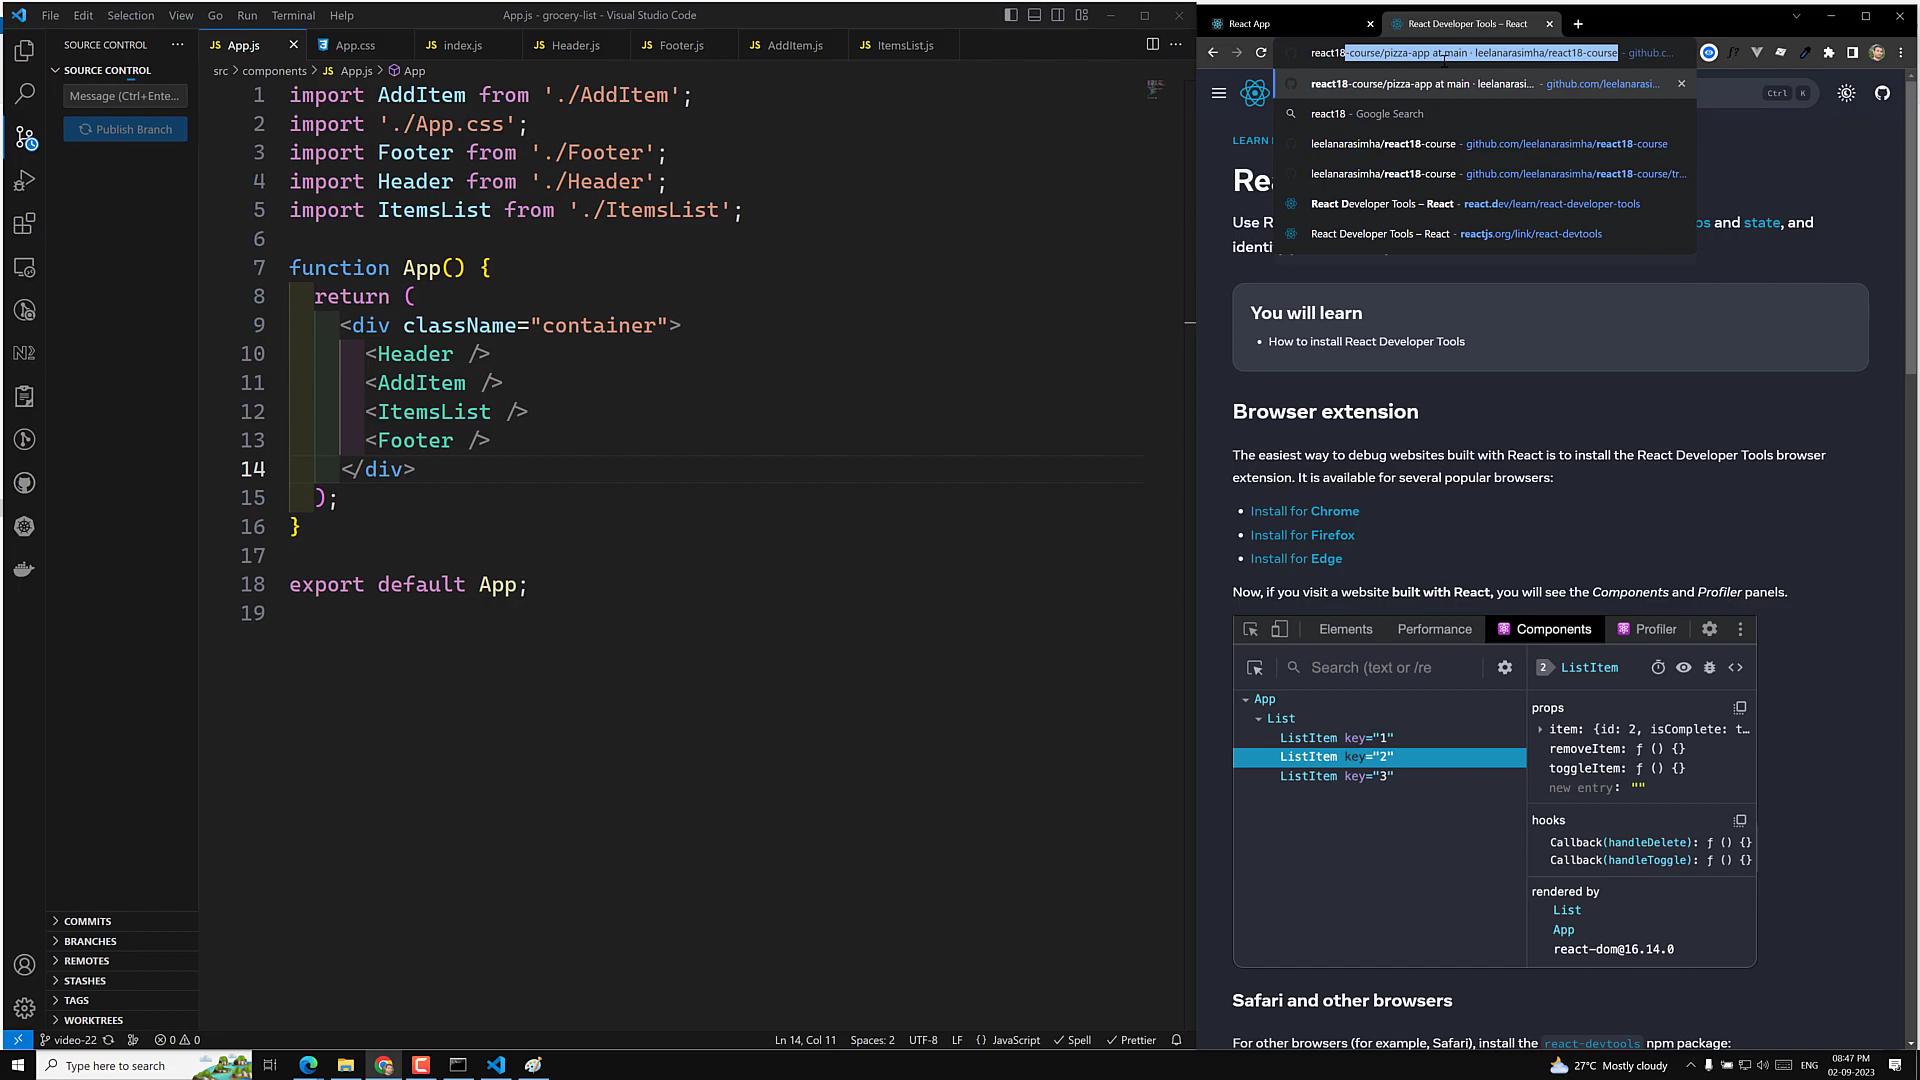 File Edit Selection View Go Run Terminal Help
App.js - grocery-list - Visual Studio Code
SOURCE CONTROL
SOURCE CONTROL
Message (Ctrl+Ente...
Publish Branch
COMMITS
BRANCHES
REMOTES
STASHES
TAGS
WORKTREES
App.js App.css index.js Header.js Footer.js AddItem.js ItemsList.js
src > components > JS App.js > App
1 import AddItem from './AddItem';
2 import './App.css';
3 import Footer from './Footer';
4 import Header from './Header';
5 import ItemsList from './ItemsList';
6
7 function App() {
8 return (
9 <div className="container">
10 <Header />
11 <AddItem />
12 <ItemsList />
13 <Footer />
14 </div>
15 );
16 }
17
18 export default App;
19
video-22 0 0 Ln 14, Col 11 Spaces: 2 UTF-8 LF {} JavaScript Spell Prettier
React App
React Developer Tools – React
react18-course/pizza-app at main · leelanarasimha/react18-course - github.c...
react18-course/pizza-app at main · leelanarasi... - github.com/leelanarasi...
react18 - Google Search
leelanarasimha/react18-course - github.com/leelanarasimha/react18-course
leelanarasimha/react18-course - github.com/leelanarasimha/react18-course/tr...
React Developer Tools – React - react.dev/learn/react-developer-tools
React Developer Tools – React - reactjs.org/link/react-devtools
Ctrl K
LEARN
Rea
Use R
ps and state, and
identi
You will learn
• How to install React Developer Tools
Browser extension
The easiest way to debug websites built with React is to install the React Developer Tools browser
extension. It is available for several popular browsers:
• Install for Chrome
• Install for Firefox
• Install for Edge
Now, if you visit a website built with React, you will see the Components and Profiler panels.
Elements Performance Components Profiler
Search (text or /re
2 ListItem
App
List
ListItem key="1"
ListItem key="2"
ListItem key="3"
props
item: {id: 2, isComplete: t...
removeItem: ƒ () {}
toggleItem: ƒ () {}
new entry: ""
hooks
Callback(handleDelete): ƒ () {}
Callback(handleToggle): ƒ () {}
rendered by
List
App
react-dom@16.14.0
Safari and other browsers
For other browsers (for example, Safari), install the react-devtools npm package:
Type here to search
27°C Mostly cloudy
ENG
08:47 PM
02-09-2023